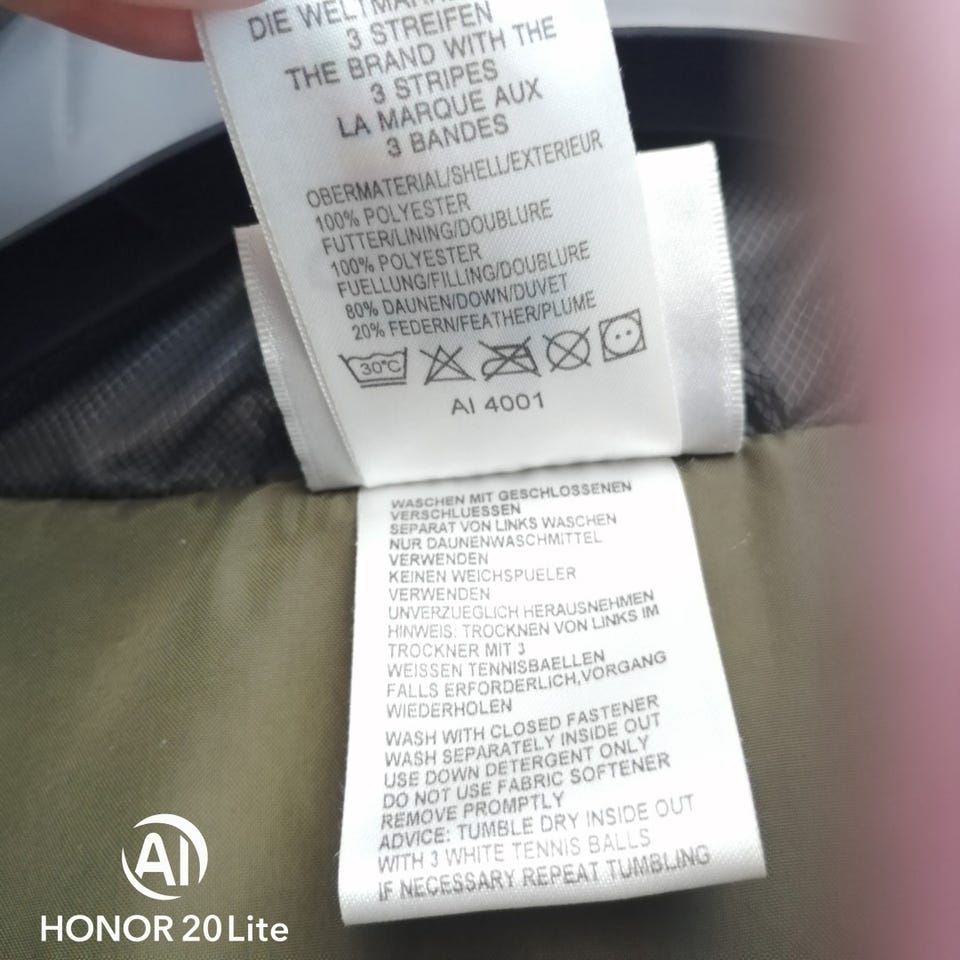 DIE WELTMARKE
3 STREIFEN
THE BRAND WITH THE
3 STRIPES
LA MARQUE AUX
3 BANDES
OBERMATERIAL/SHELL/EXTERIEUR
100% POLYESTER
FUTTER/LINING/DOUBLURE
100% POLYESTER
FUELLUNG/FILLING/DOUBLURE
80% DAUNEN/DOWN/DUVET
20% FEDERN/FEATHER/PLUME
30°C
AI 4001
WASCHEN MIT GESCHLOSSENEN
VERSCHLUESSEN
SEPARAT VON LINKS WASCHEN
NUR DAUNENWASCHMITTEL
VERWENDEN
KEINEN WEICHSPUELER
VERWENDEN
UNVERZUEGLICH HERAUSNEHMEN
HINWEIS: TROCKNEN VON LINKS IM
TROCKNER MIT 3
WEISSEN TENNISBAELLEN
FALLS ERFORDERLICH,VORGANG
WIEDERHOLEN
WASH WITH CLOSED FASTENER
WASH SEPARATELY INSIDE OUT
USE DOWN DETERGENT ONLY
DO NOT USE FABRIC SOFTENER
REMOVE PROMPTLY
ADVICE: TUMBLE DRY INSIDE OUT
WITH 3 WHITE TENNIS BALLS
IF NECESSARY REPEAT TUMBLING
AI
HONOR 20 Lite